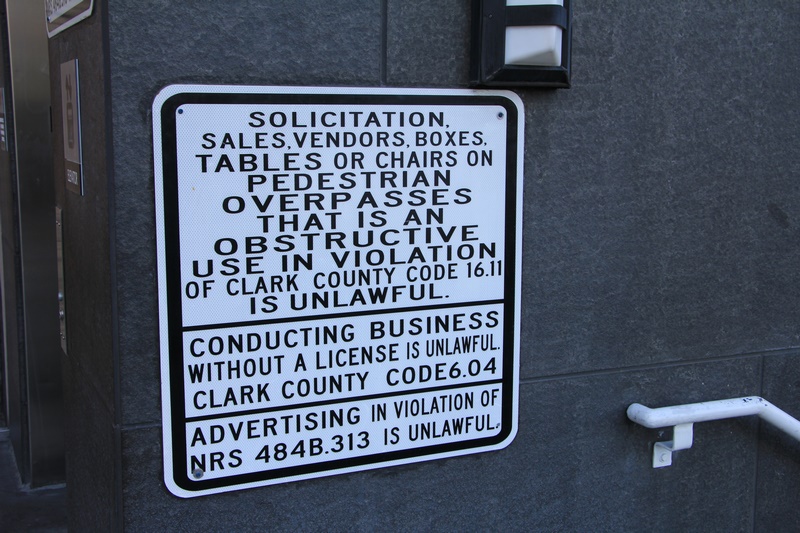 SOLICITATION,
SALES, VENDORS, BOXES,
TABLES OR CHAIRS ON
PEDESTRIAN
OVERPASSES
THAT IS AN
OBSTRUCTIVE
USE IN VIOLATION
OF CLARK COUNTY CODE 16.11
IS UNLAWFUL.
CONDUCTING BUSINESS
WITHOUT A LICENSE IS UNLAWFUL.
CLARK COUNTY CODE6.04
ADVERTISING IN VIOLATION OF
NRS 484B.313 IS UNLAWFUL.